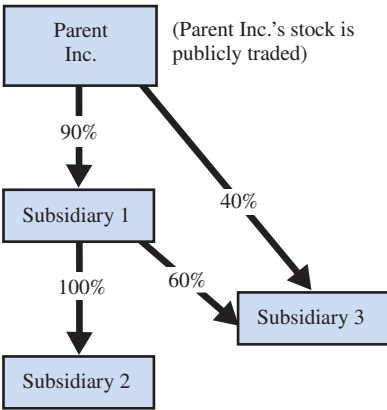 Parent
Inc.
(Parent Inc.'s stock is
publicly traded)
90%
40%
Subsidiary 1
100%
60%
Subsidiary 3
Subsidiary 2